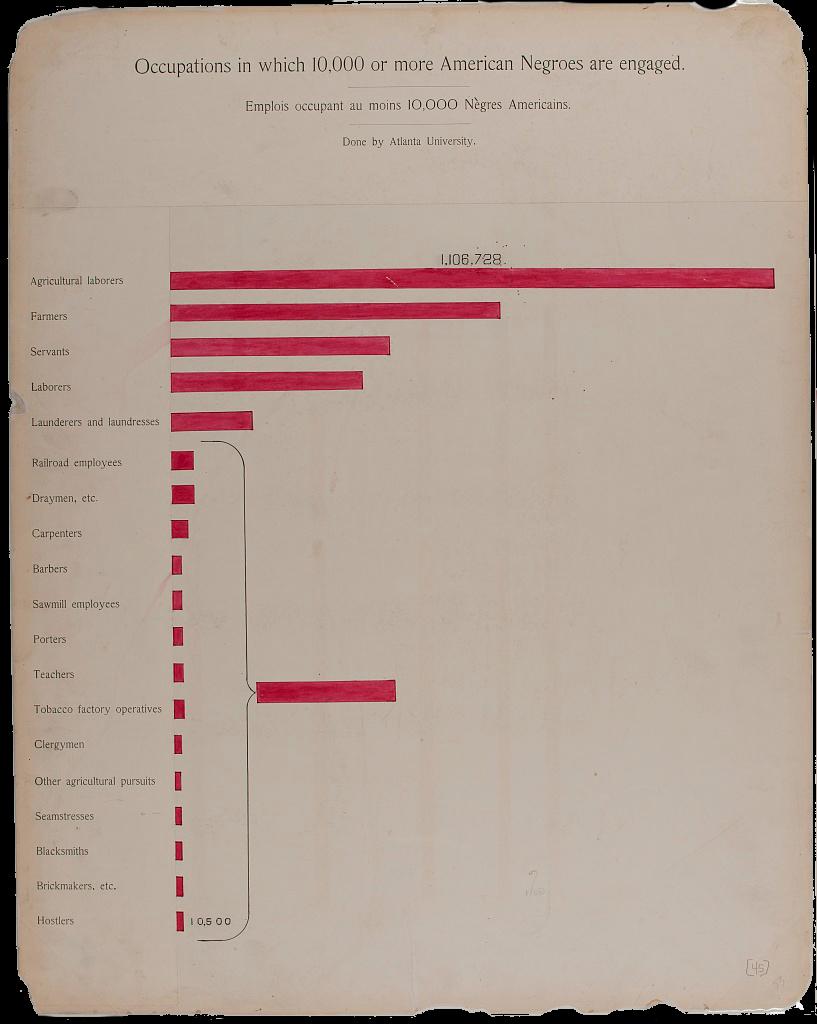 Occupations in which 10,000 or more American Negroes are engaged.
Emplois occupant au moins 10,000 Nègres Americains.
Done by Atlanta University.
1,106,728.
Agricultural laborers
Farmers
Servants
Laborers
Launderers and laundresses
Railroad employees
Draymen, etc.
Carpenters
Barbers
Sawmill employees
Porters
Teachers
Tobacco factory operatives
Clergymen
Other agricultural pursuits
Seamstresses
Blacksmiths
Brickmakers, etc.
Hostlers 10,500
[45]